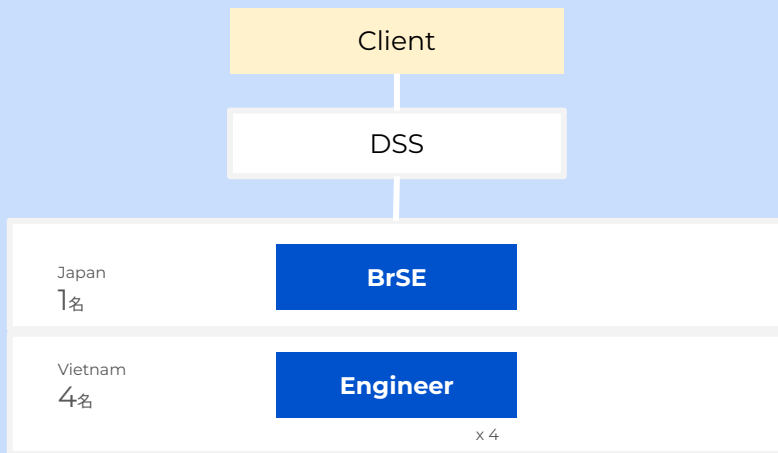 Client
DSS
Japan
1名
BrSE
Vietnam
4名
Engineer
x 4